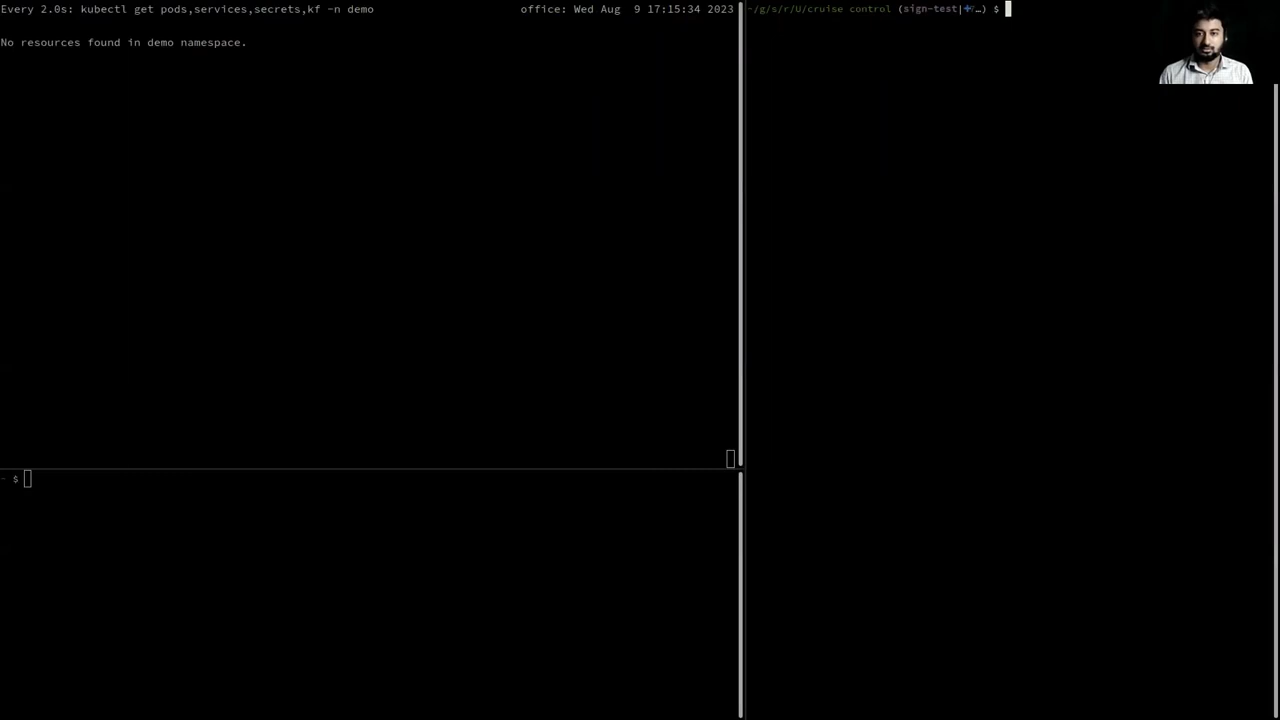 Every 2.0s: kubectl get pods,services,secrets,kf -n demo office: Wed Aug  9 17:15:34 2023
No resources found in demo namespace.
~ $
~/g/s/r/U/cruise control (sign-test|✚7…) $